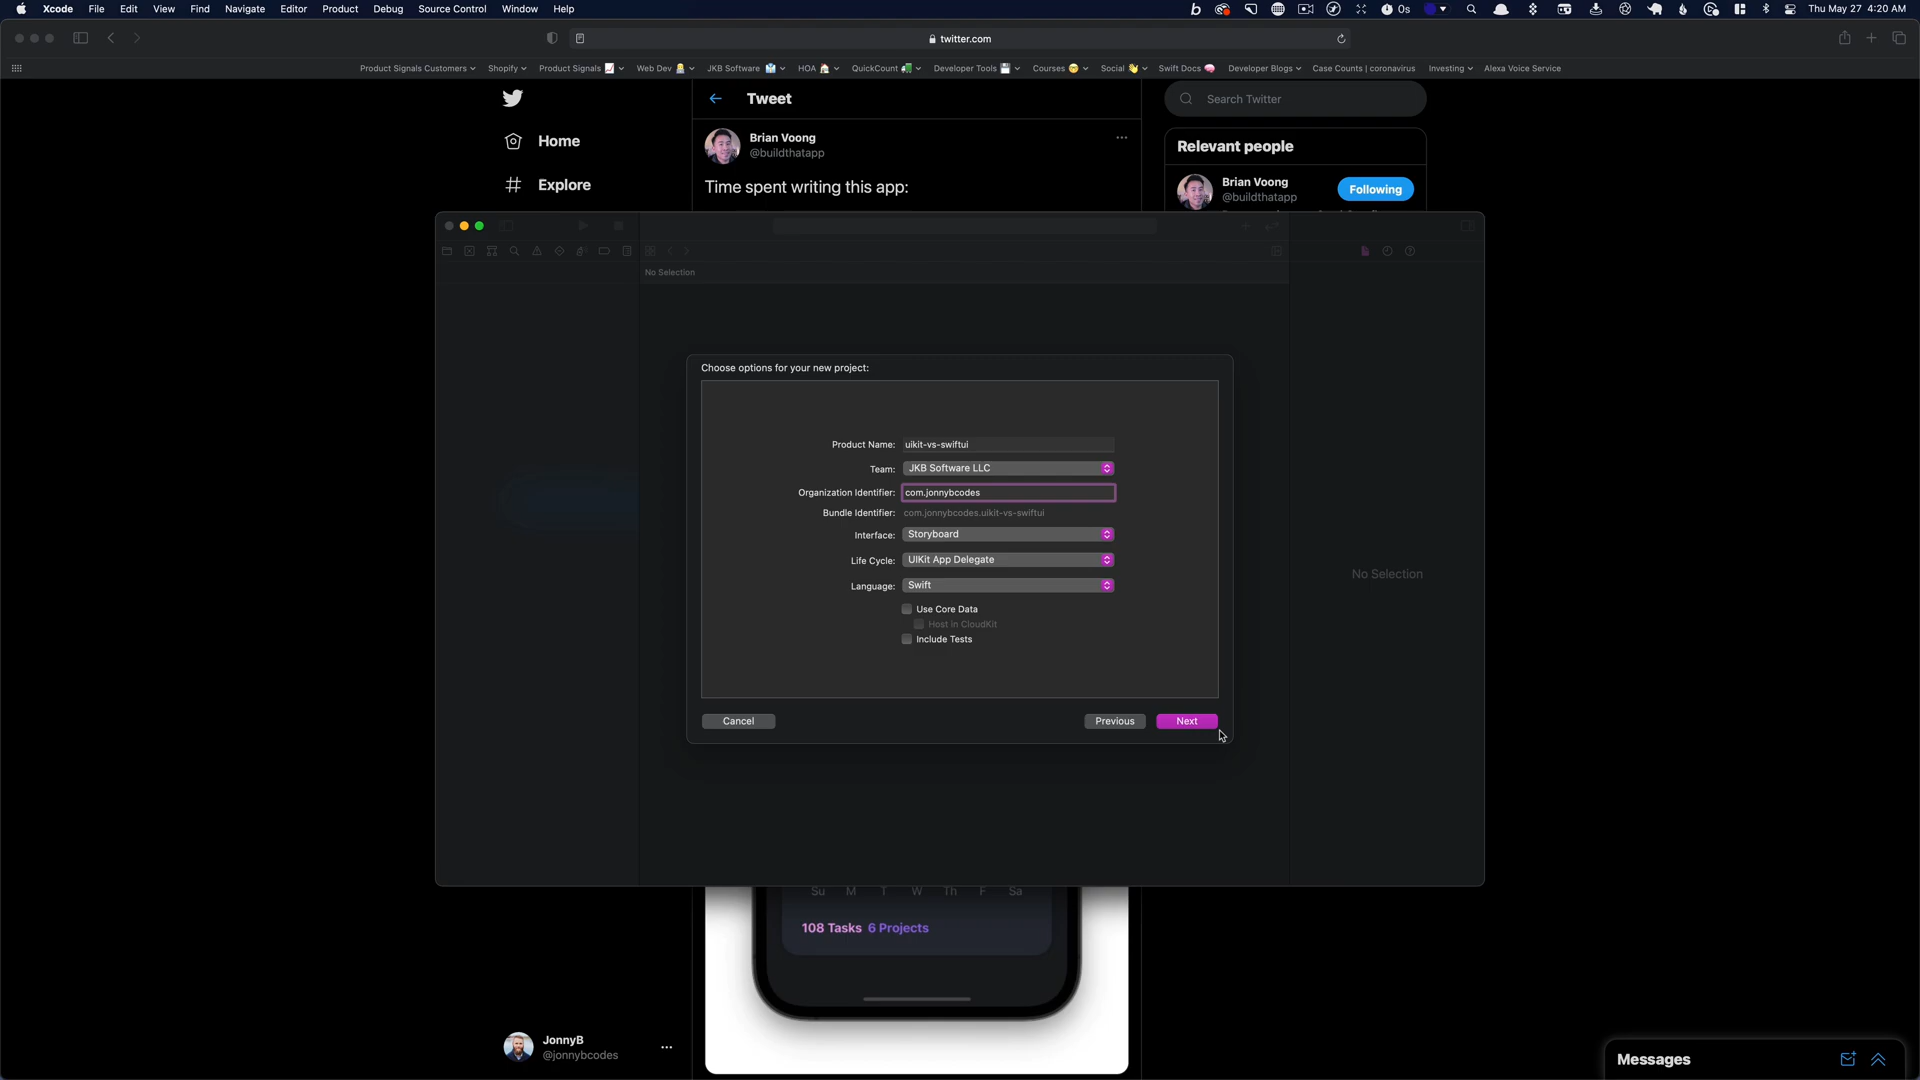 Xcode File Edit View Find Navigate Editor Product Debug Source Control Window Help
0s Thu May 27 4:20 AM
twitter.com
Product Signals Customers Shopify Product Signals Web Dev JKB Software HOA QuickCount Developer Tools Courses Social Swift Docs Developer Blogs Case Counts | coronavirus Investing Alexa Voice Service
Home
Explore
Tweet
Brian Voong
@buildthatapp
Time spent writing this app:
Search Twitter
Relevant people
Brian Voong
@buildthatapp
Following
No Selection
Choose options for your new project:
Product Name: uikit-vs-swiftui
Team: JKB Software LLC
Organization Identifier: com.jonnybcodes
Bundle Identifier: com.jonnybcodes.uikit-vs-swiftui
Interface: Storyboard
Life Cycle: UIKit App Delegate
Language: Swift
Use Core Data
Host in CloudKit
Include Tests
Cancel Previous Next
No Selection
Su M T W Th F Sa
108 Tasks 6 Projects
JonnyB
@jonnybcodes
Messages